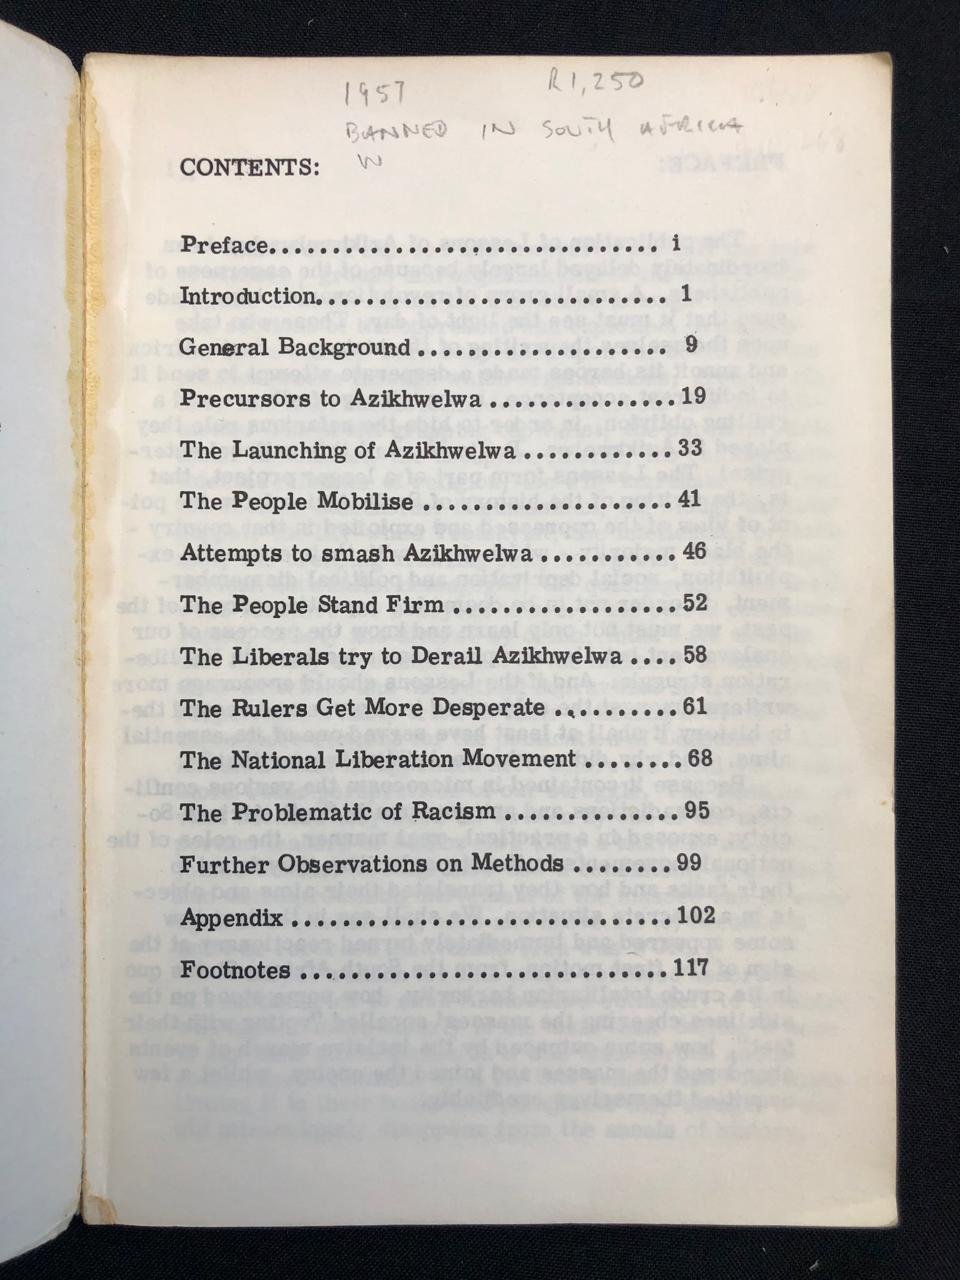 1957 R1,250
BANNED IN SOUTH AFRICA
W
CONTENTS:
Preface............................... i
Introduction............................ 1
General Background .................... 9
Precursors to Azikhwelwa ...............19
The Launching of Azikhwelwa ............33
The People Mobilise ....................41
Attempts to smash Azikhwelwa ...........46
The People Stand Firm ..................52
The Liberals try to Derail Azikhwelwa ....58
The Rulers Get More Desperate ..........61
The National Liberation Movement ........68
The Problematic of Racism ..............95
Further Observations on Methods ........99
Appendix ...............................102
Footnotes ..............................117